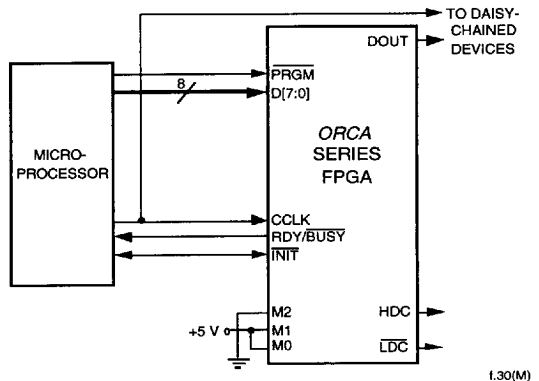 TO DAISY-
CHAINED
DEVICES
DOUT
PRGM
8
D[7:0]
MICRO-
PROCESSOR
ORCA
SERIES
FPGA
CCLK
RDY/BUSY
INIT
M2
HDC
+5 V
M1
M0
LDC
f.30(M)